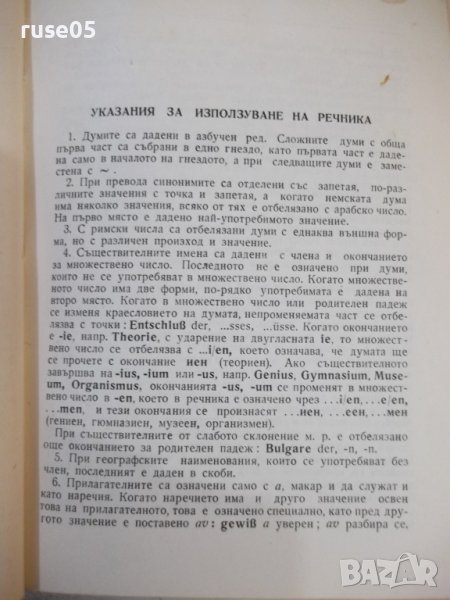 ruse05
УКАЗАНИЯ ЗА ИЗПОЛЗУВАНЕ НА РЕЧНИКА
1. Думите са дадени в азбучен ред. Сложните думи с обща
първа част са събрани в едно гнездо, като първата част е даде-
на само в началото на гнездото, а при следващите думи е заме-
стена с ~ .
2. При превода синонимите са отделени със запетая, по-раз-
личните значения с точка и запетая, а когато немската дума
има няколко значения, всяко от тях е отбелязано с арабско число.
На първо място е дадено най-употребимото значение.
3. С римски числа са отбелязани думи с еднаква външна фор-
ма, но с различен произход и значение.
4. Съществителните имена са дадени с члена и окончанието
за множествено число. Последното не е означено при думи,
които не се употребяват в множествено число. Когато множестве-
ното число има две форми, по-рядко употребимата е дадена на
второ място. Когато в множествено число или родителен падеж
се изменя краесловието на думата, непроменяемата част се отбе-
лязва с точки : Entschluß der, ...sses, ...üsse. Когато окончанието
е -ie, напр. Theorie, с ударение на двугласната ie, то множестве-
ното число се отбелязва с ...i/en, което означава, че думата ще
се прочете с окончание иен (теориен). Ако съществителното
завършва на -ius, -ium или -us, напр. Genius, Gymnasium, Muse-
um, Organismus, окончанията -us, -um се променят в множестве-
но число в -en, което в речника е означено чрез ...i/en, ...e/en,
...men, и тези окончания се произнасят ...иен, ...еен, ...мен
(гениен, гюмназиен, музеен, организмен).
При съществителните от слабото склонение м. р. е отбелязано
още окончанието за родителен падеж : Bulgare der, -n, -n.
5. При географските наименования, които се употребяват без
член, последният е даден в скоби.
6. Прилагателните са означени само с a, макар и да служат и
като наречия. Когато наречието има и друго значение освен
това на прилагателното, това е означено специално, като пред
другото значение е поставено av: gewiß a уверен ; av разбира се,
BAZAR